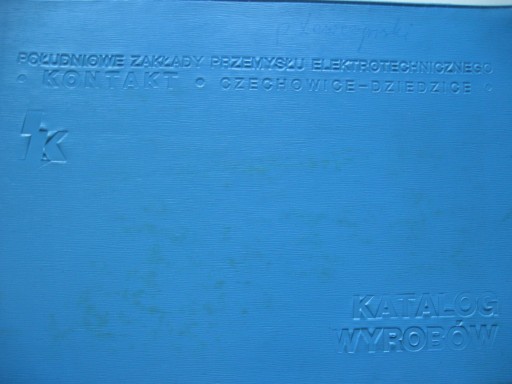 POŁUDNIOWE ZAKŁADY PRZEMYSŁU ELEKTROTECHNICZNEGO
• KONTAKT • CZECHOWICE-DZIEDZICE •
K
KATALOG
WYROBÓW